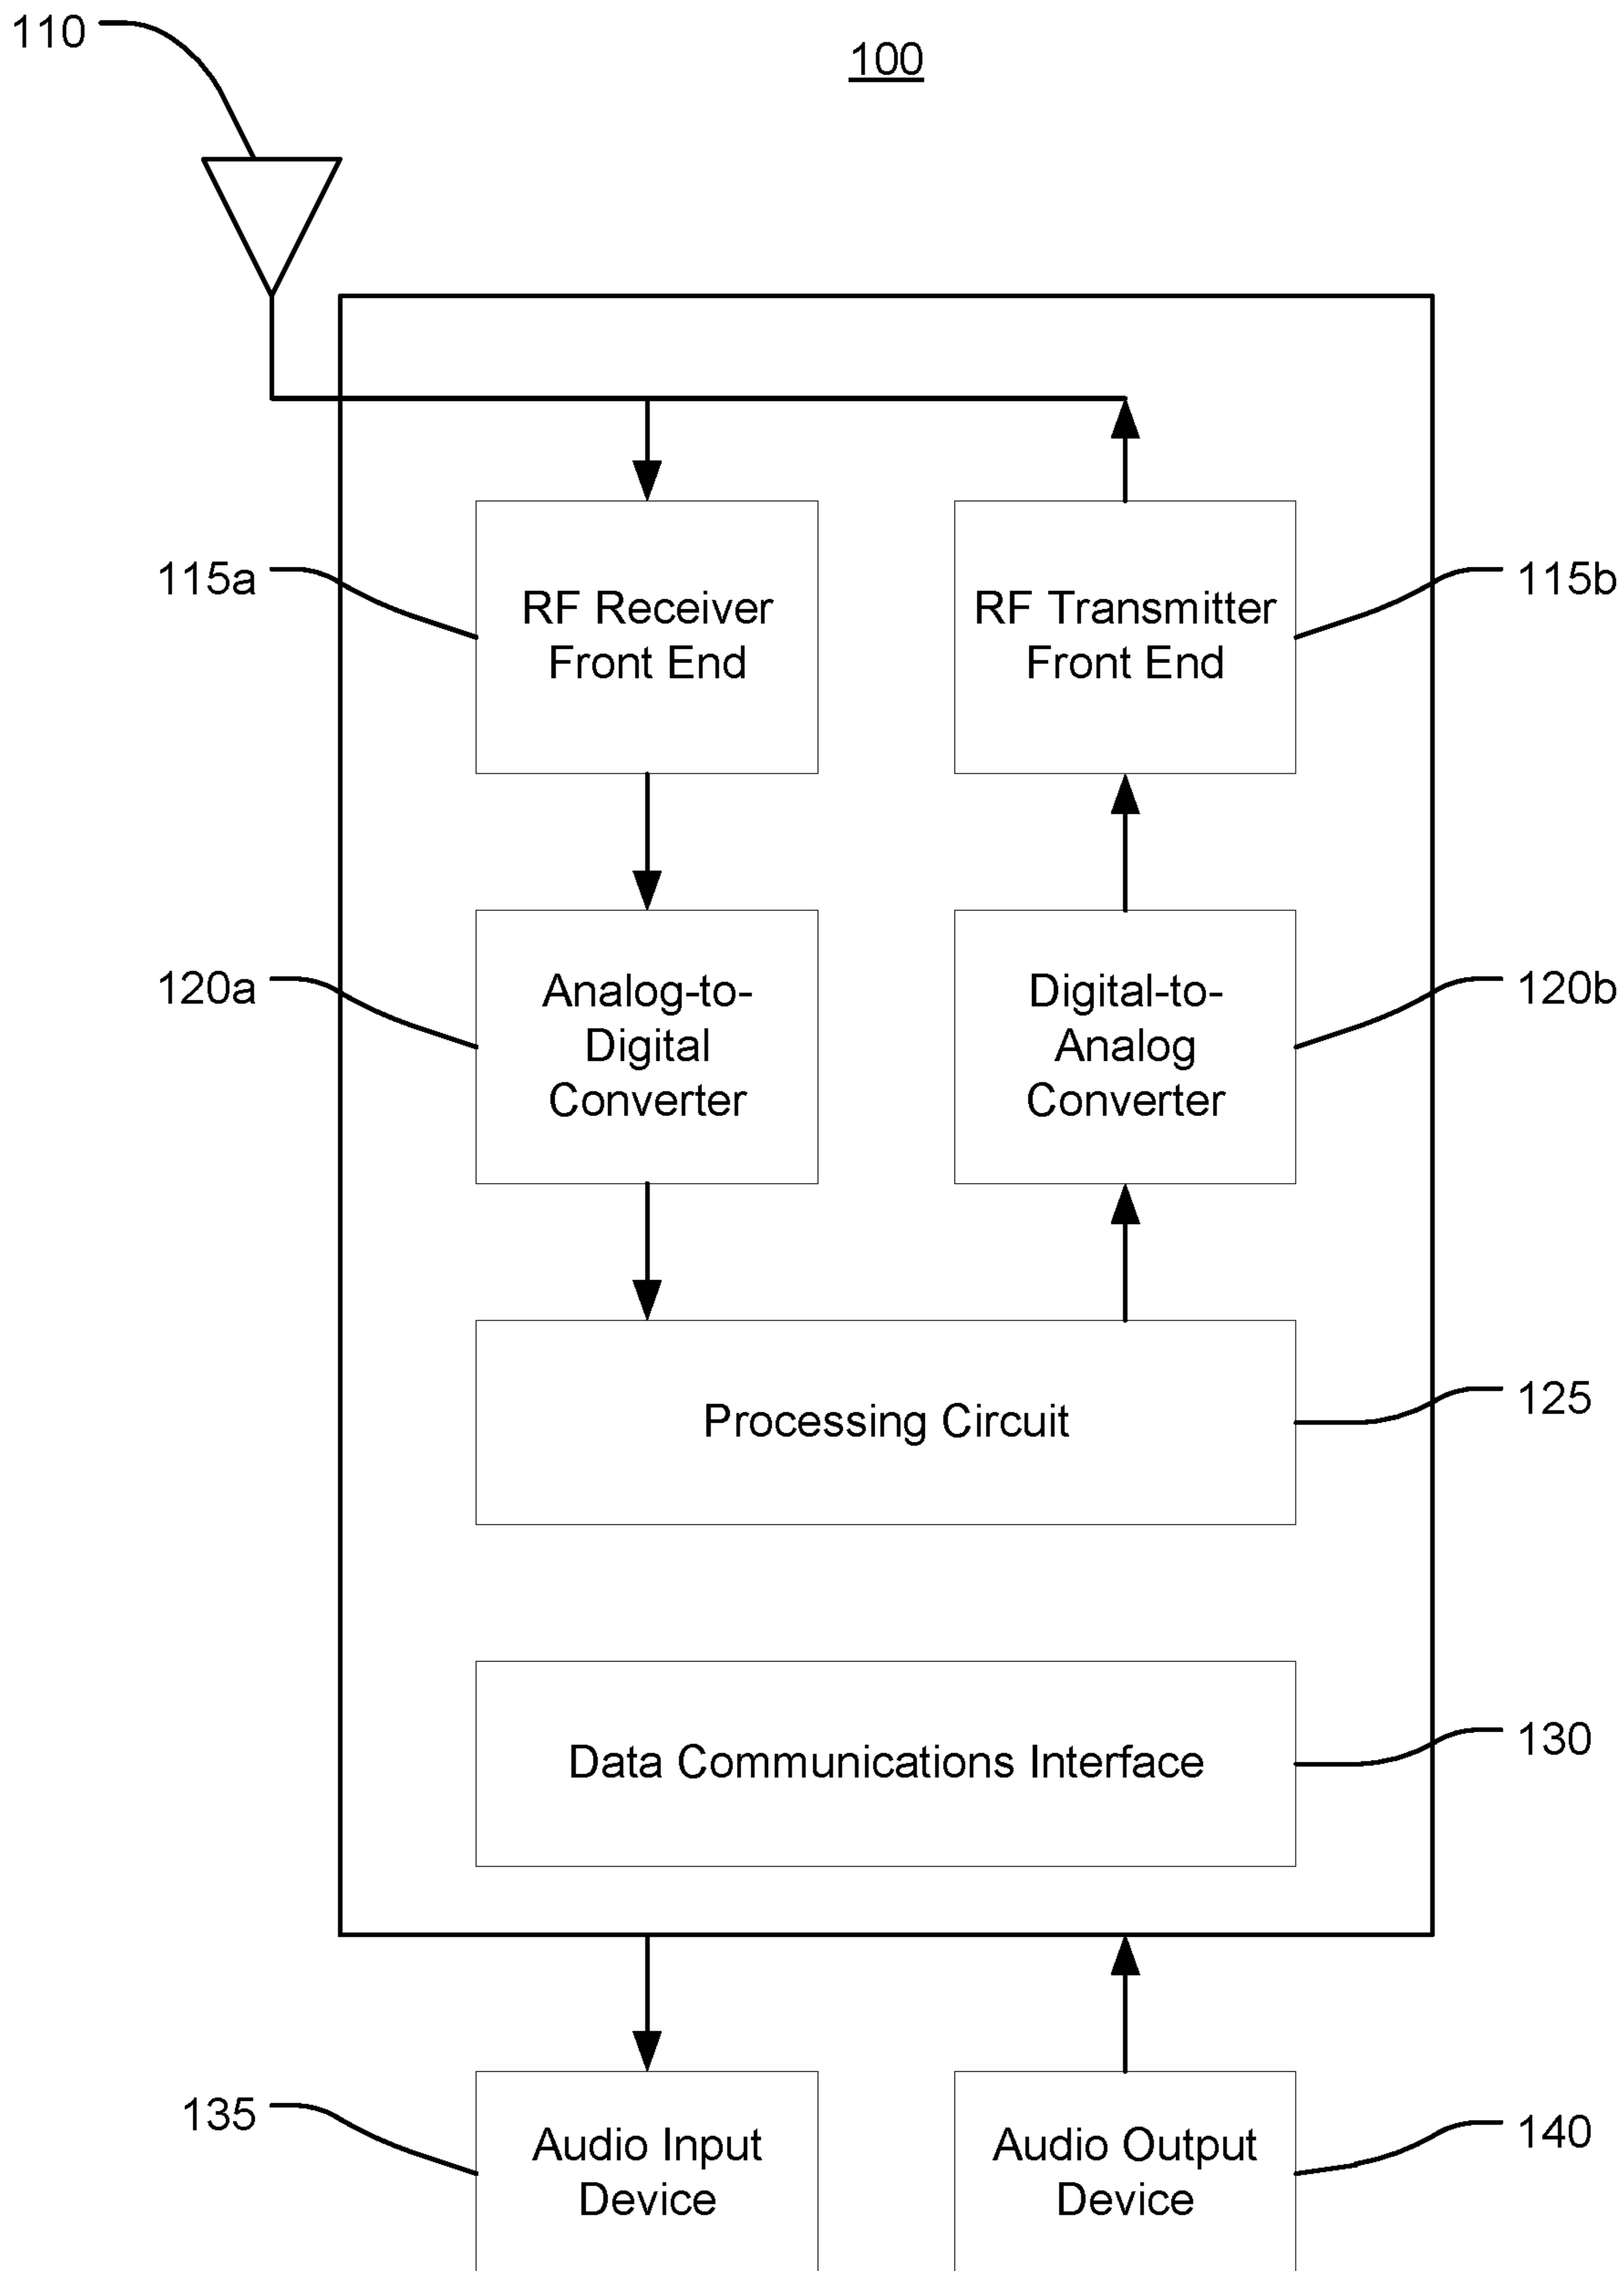 110
100
115a
RF Receiver
Front End
RF Transmitter
Front End
115b
120a
Analog-to-
Digital
Converter
Digital-to-
Analog
Converter
120b
Processing Circuit
125
Data Communications Interface
130
135
Audio Input
Device
Audio Output
Device
140